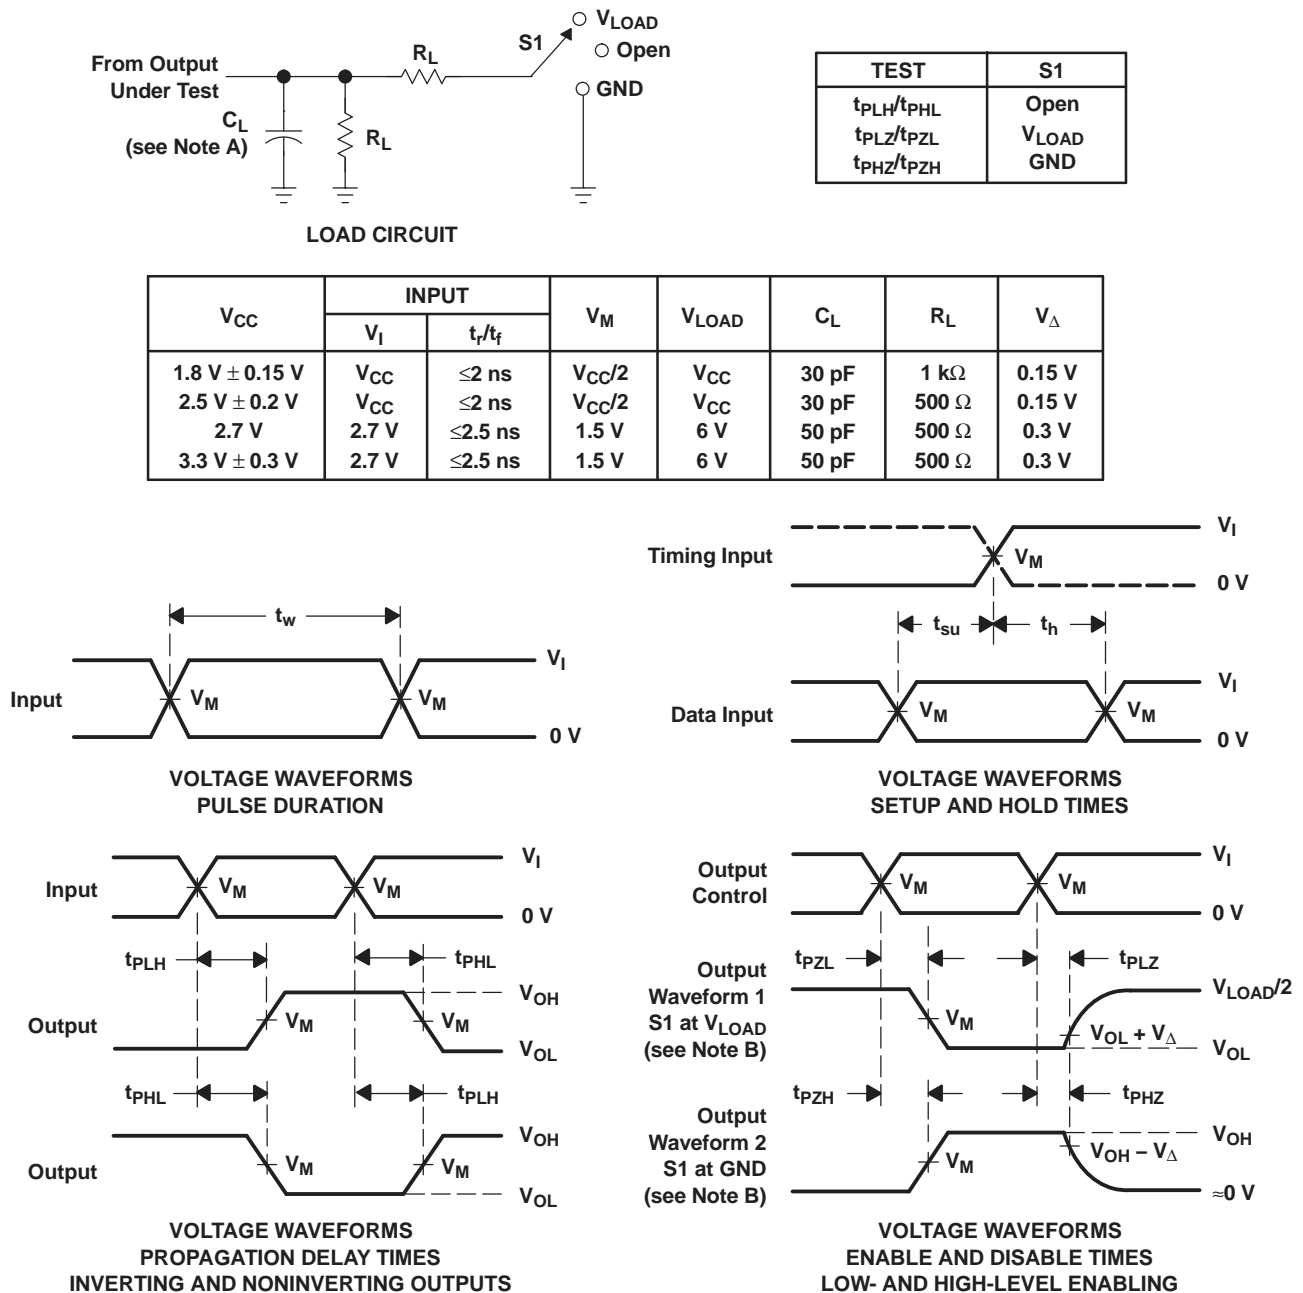 V_LOAD
S1
Open
R_L
From Output
Under Test
GND
C_L
(see Note A)
R_L
LOAD CIRCUIT
TEST S1
t_PLH/t_PHL Open
t_PLZ/t_PZL V_LOAD
t_PHZ/t_PZH GND
V_CC INPUT V_M V_LOAD C_L R_L V_Δ
V_I t_r/t_f
1.8 V ± 0.15 V V_CC ≤2 ns V_CC/2 V_CC 30 pF 1 kΩ 0.15 V
2.5 V ± 0.2 V V_CC ≤2 ns V_CC/2 V_CC 30 pF 500 Ω 0.15 V
2.7 V 2.7 V ≤2.5 ns 1.5 V 6 V 50 pF 500 Ω 0.3 V
3.3 V ± 0.3 V 2.7 V ≤2.5 ns 1.5 V 6 V 50 pF 500 Ω 0.3 V
t_w
V_I
Input V_M V_M
0 V
VOLTAGE WAVEFORMS
PULSE DURATION
V_I
Timing Input V_M
0 V
t_su t_h
V_I
Data Input V_M V_M
0 V
VOLTAGE WAVEFORMS
SETUP AND HOLD TIMES
V_I
Input V_M V_M
0 V
t_PLH t_PHL
V_OH
Output V_M V_M
V_OL
t_PHL t_PLH
V_OH
Output V_M V_M
V_OL
VOLTAGE WAVEFORMS
PROPAGATION DELAY TIMES
INVERTING AND NONINVERTING OUTPUTS
V_I
Output
Control V_M V_M
0 V
t_PZL t_PLZ
Output
Waveform 1
S1 at V_LOAD
(see Note B)
V_LOAD/2
V_M
V_OL + V_Δ
V_OL
t_PZH t_PHZ
Output
Waveform 2
S1 at GND
(see Note B)
V_OH
V_M
V_OH − V_Δ
≈0 V
VOLTAGE WAVEFORMS
ENABLE AND DISABLE TIMES
LOW- AND HIGH-LEVEL ENABLING